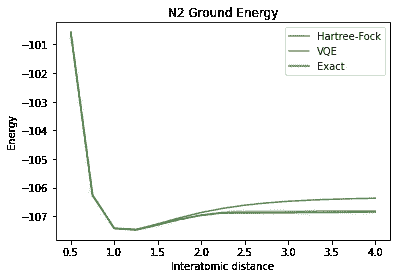 N2 Ground Energy
Hartree-Fock
VQE
Exact
Energy
−101
−102
−103
−104
−105
−106
−107
0.5 1.0 1.5 2.0 2.5 3.0 3.5 4.0
Interatomic distance